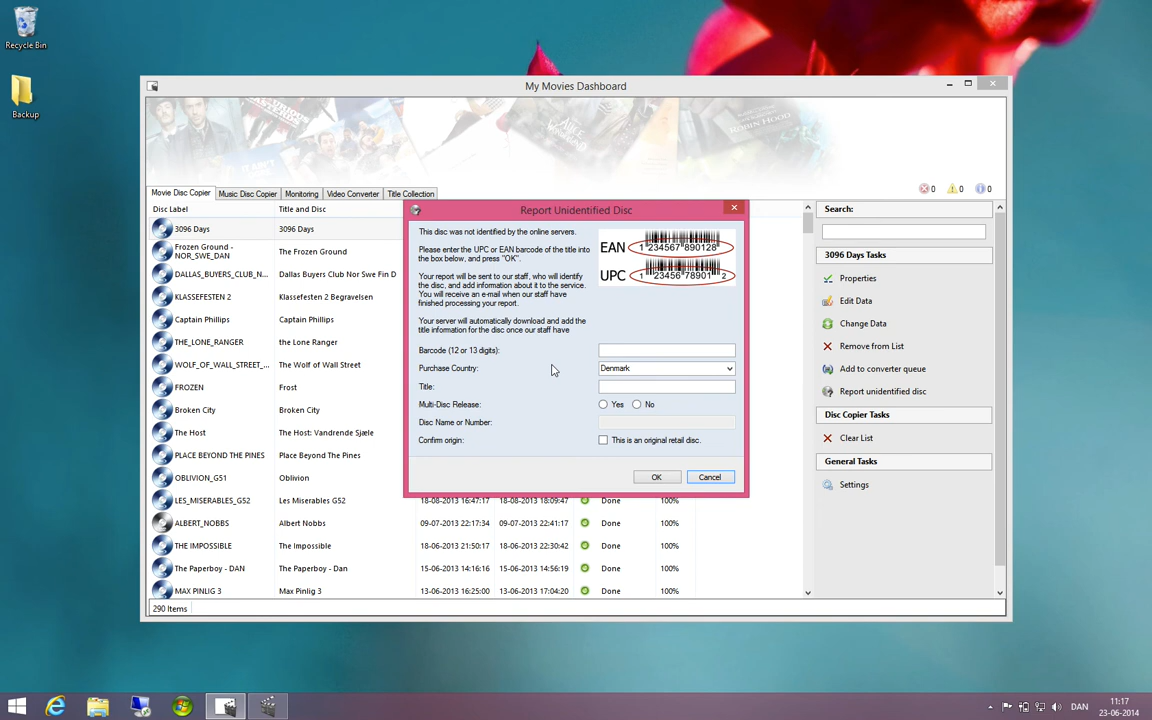 Recycle Bin
Backup
My Movies Dashboard
ROBIN HOOD
Movie Disc Copier
Music Disc Copier
Monitoring
Video Converter
Title Collection
0
0
0
Disc Label
Title and Disc
3096 Days
3096 Days
Frozen Ground -
NOR_SWE_DAN
The Frozen Ground
DALLAS_BUYERS_CLUB_N...
Dallas Buyers Club Nor Swe Fin D
KLASSEFESTEN 2
Klassefesten 2 Begravelsen
Captain Phillips
Captain Phillips
THE_LONE_RANGER
the Lone Ranger
WOLF_OF_WALL_STREET_...
The Wolf of Wall Street
FROZEN
Frost
Broken City
Broken City
The Host
The Host: Vandrende Sjæle
PLACE BEYOND THE PINES
Place Beyond The Pines
OBLIVION_G51
Oblivion
LES_MISERABLES_G52
Les Miserables G52
18-08-2013 16:47:17
18-08-2013 18:09:47
Done
100%
ALBERT_NOBBS
Albert Nobbs
09-07-2013 22:17:34
09-07-2013 22:41:17
Done
100%
THE IMPOSSIBLE
The Impossible
18-06-2013 21:50:17
18-06-2013 22:30:42
Done
100%
The Paperboy - DAN
The Paperboy - Dan
15-06-2013 14:16:16
15-06-2013 14:56:19
Done
100%
MAX PINLIG 3
Max Pinlig 3
13-06-2013 16:25:00
13-06-2013 17:04:20
Done
100%
290 Items
Report Unidentified Disc
This disc was not identified by the online servers.
Please enter the UPC or EAN barcode of the title into
the box below, and press "OK".
Your report will be sent to our staff, who will identify
the disc, and add information about it to the service.
You will receive an e-mail when our staff have
finished processing your report.
Your server will automatically download and add the
title information for the disc once our staff have
EAN
1 234567 890128
UPC
1 23456 78901 2
Barcode (12 or 13 digits):
Purchase Country:
Denmark
Title:
Multi-Disc Release:
Yes
No
Disc Name or Number:
Confirm origin:
This is an original retail disc.
OK
Cancel
Search:
3096 Days Tasks
Properties
Edit Data
Change Data
Remove from List
Add to converter queue
Report unidentified disc
Disc Copier Tasks
Clear List
General Tasks
Settings
DAN
11:17
23-06-2014